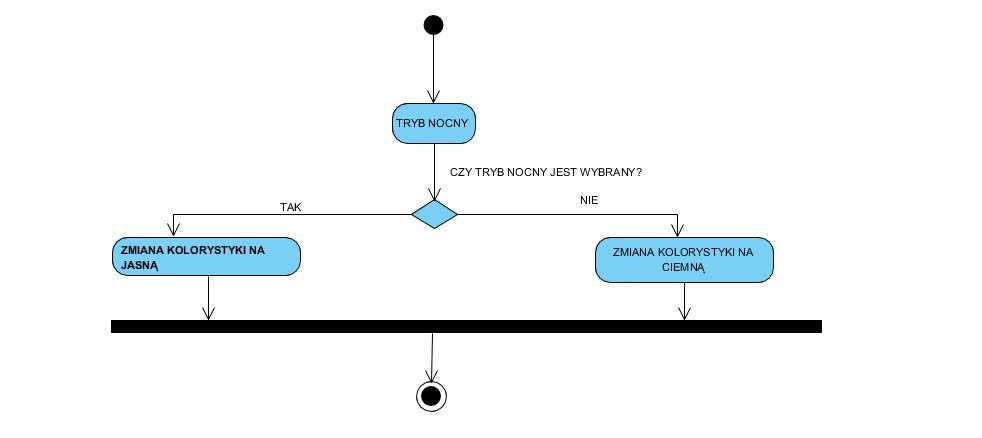 TRYB NOCNY
CZY TRYB NOCNY JEST WYBRANY?
TAK
NIE
ZMIANA KOLORYSTYKI NA
JASNĄ
ZMIANA KOLORYSTYKI NA
CIEMNĄ